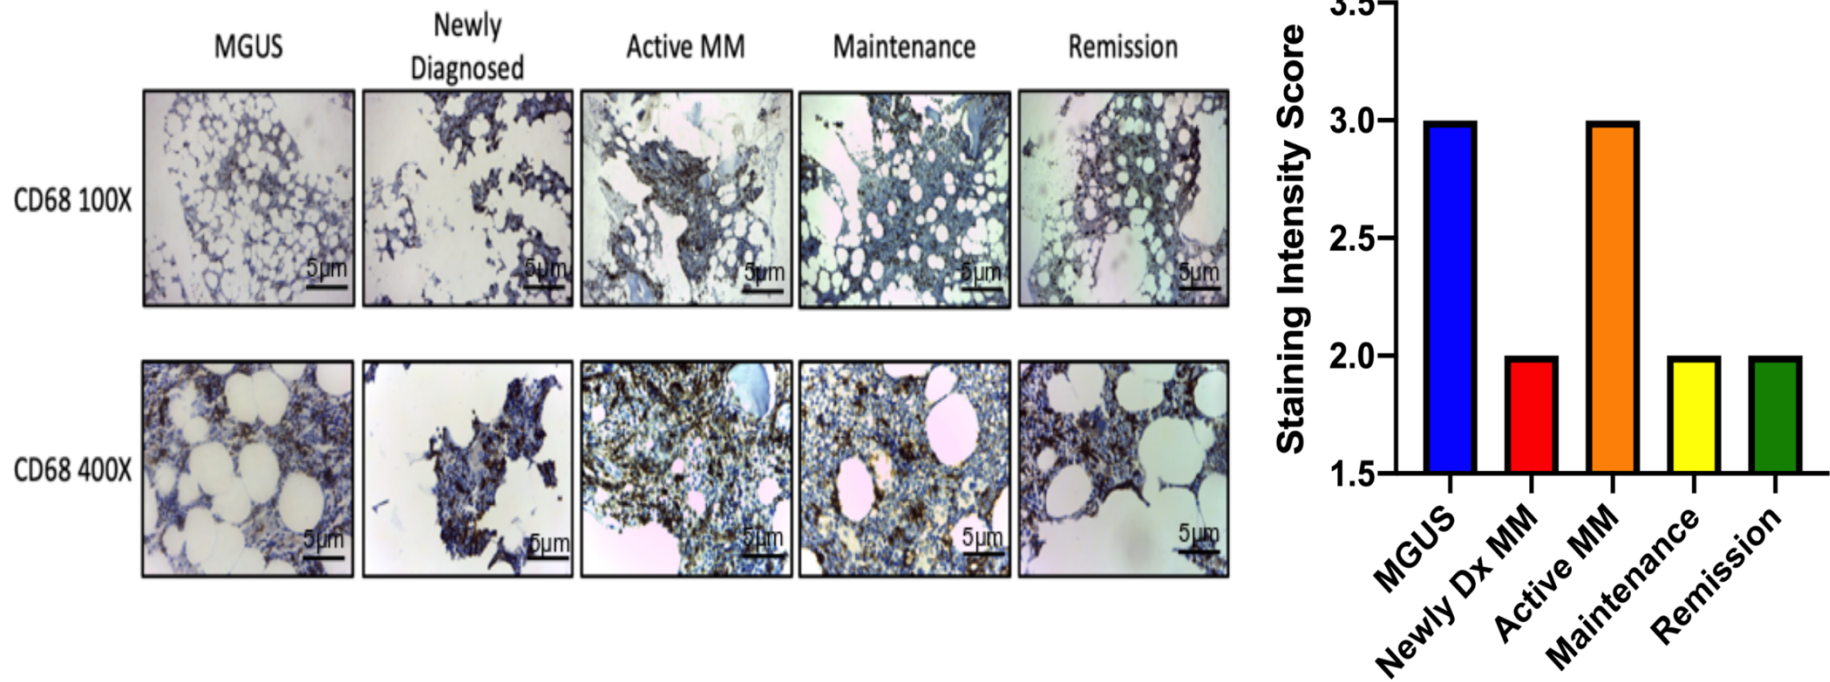 MGUS
Newly
Diagnosed
Active MM
Maintenance
Remission
CD68 100X
5μm
5μm
5μm
5μm
5μm
CD68 400X
5μm
5μm
5μm
5μm
5μm
Staining Intensity Score
3.5
3.0
2.5
2.0
1.5
MGUS
Newly Dx MM
Active MM
Maintenance
Remission